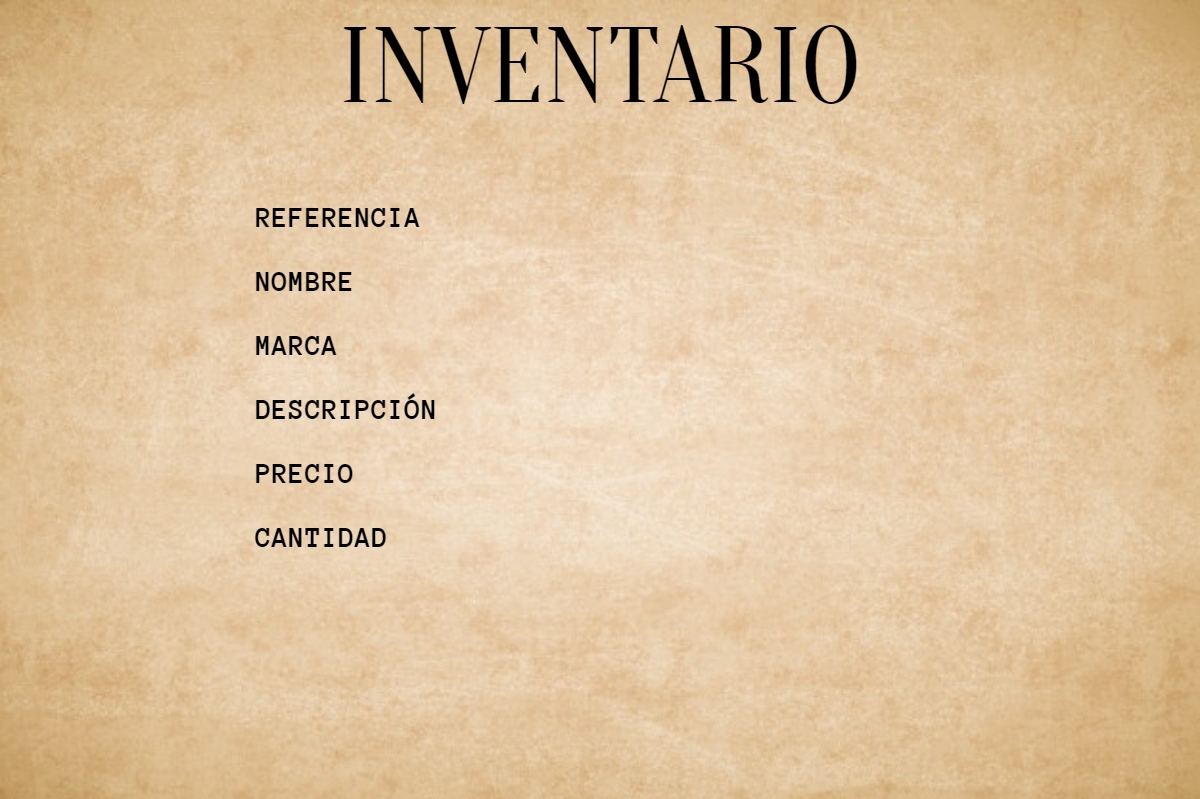 INVENTARIO
REFERENCIA
NOMBRE
MARCA
DESCRIPCIÓN
PRECIO
CANTIDAD